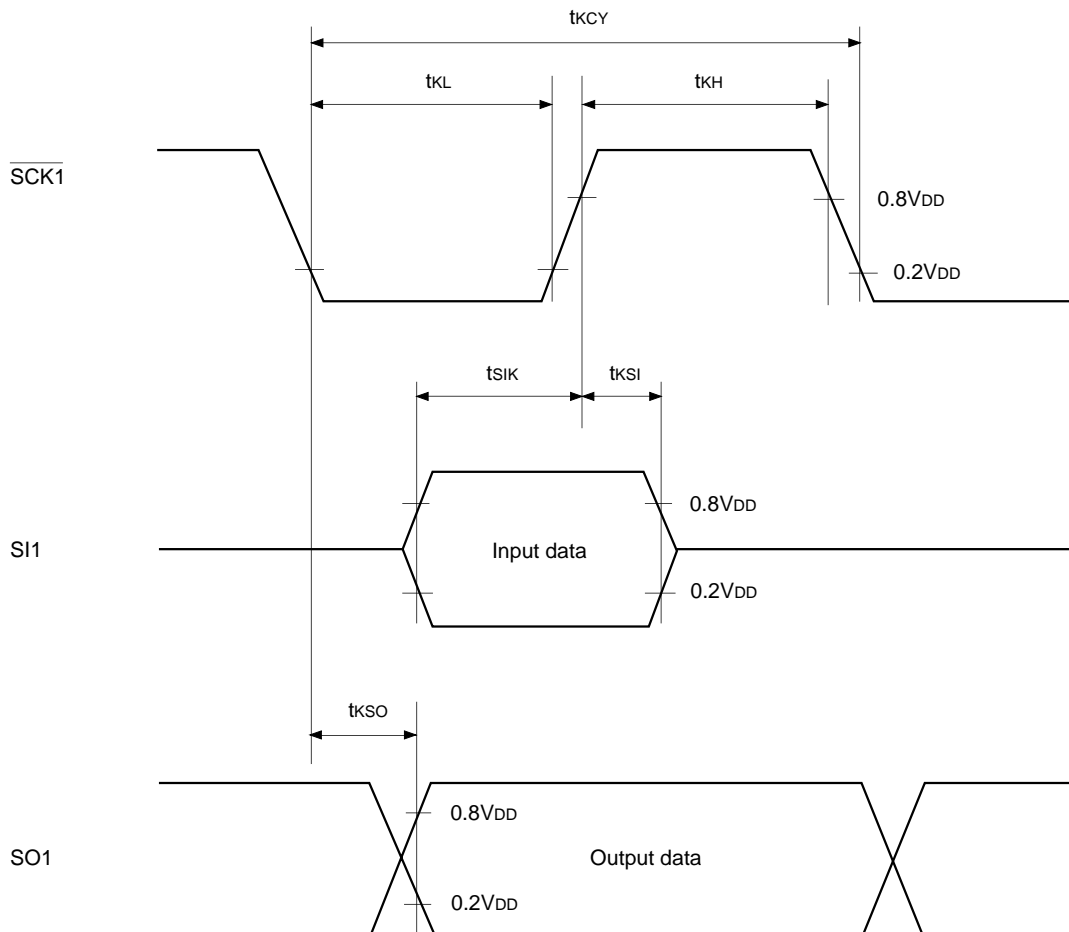 tKCY
tKL
tKH
SCK1
0.8VDD
0.2VDD
tSIK
tKSI
0.8VDD
SI1
Input data
0.2VDD
tKSO
0.8VDD
SO1
Output data
0.2VDD